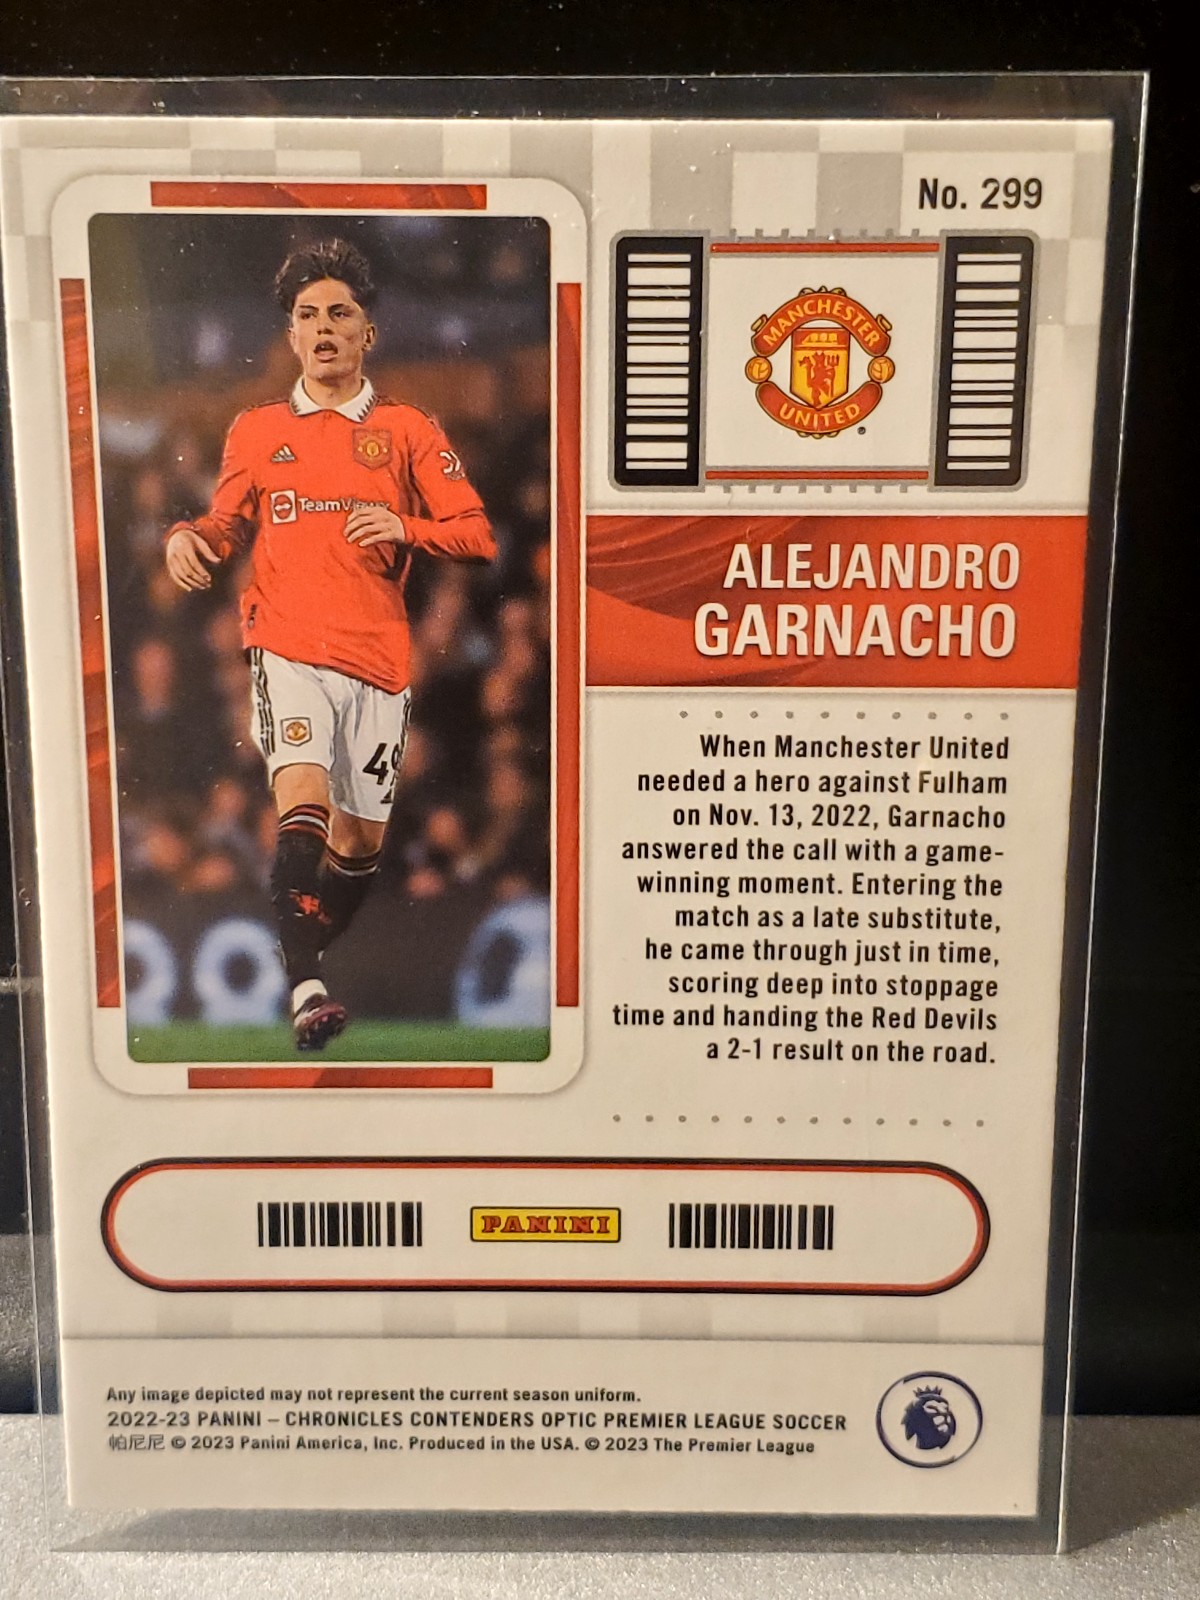 No. 299
MANCHESTER
UNITED
ALEJANDRO
GARNACHO
When Manchester United
needed a hero against Fulham
on Nov. 13, 2022, Garnacho
answered the call with a game-
winning moment. Entering the
match as a late substitute,
he came through just in time,
scoring deep into stoppage
time and handing the Red Devils
a 2-1 result on the road.
TeamViewer
49
PANINI
Any image depicted may not represent the current season uniform.
2022-23 PANINI – CHRONICLES CONTENDERS OPTIC PREMIER LEAGUE SOCCER
帕尼尼 © 2023 Panini America, Inc. Produced in the USA. © 2023 The Premier League